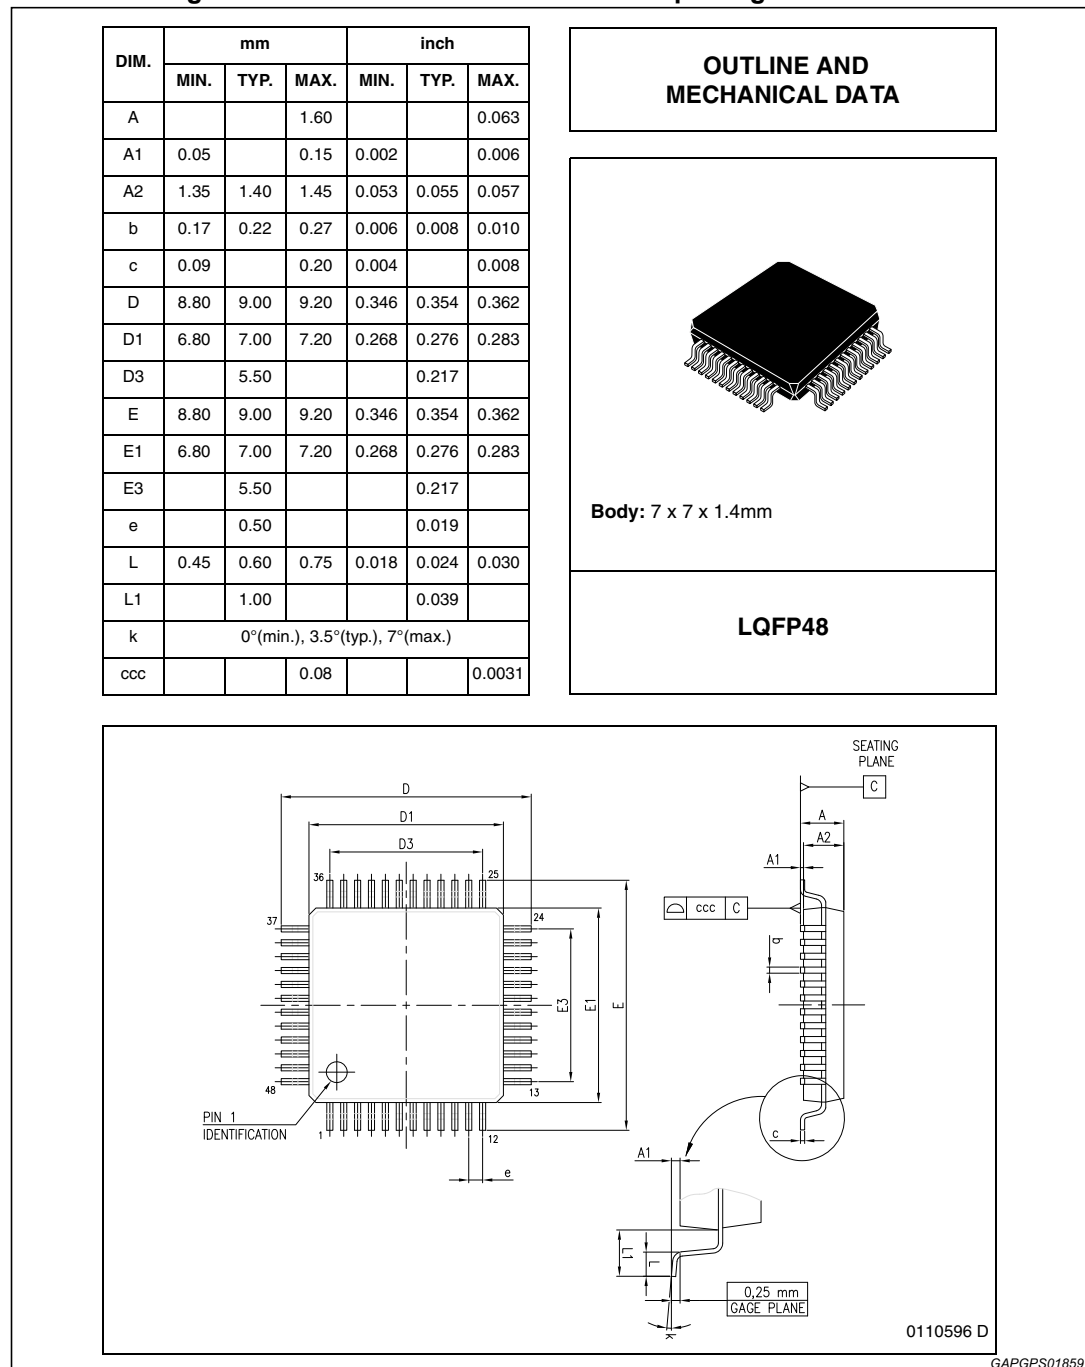 DIM. mm inch
MIN. TYP. MAX. MIN. TYP. MAX.
A 1.60 0.063
A1 0.05 0.15 0.002 0.006
A2 1.35 1.40 1.45 0.053 0.055 0.057
b 0.17 0.22 0.27 0.006 0.008 0.010
c 0.09 0.20 0.004 0.008
D 8.80 9.00 9.20 0.346 0.354 0.362
D1 6.80 7.00 7.20 0.268 0.276 0.283
D3 5.50 0.217
E 8.80 9.00 9.20 0.346 0.354 0.362
E1 6.80 7.00 7.20 0.268 0.276 0.283
E3 5.50 0.217
e 0.50 0.019
L 0.45 0.60 0.75 0.018 0.024 0.030
L1 1.00 0.039
k 0°(min.), 3.5°(typ.), 7°(max.)
ccc 0.08 0.0031
OUTLINE AND
MECHANICAL DATA
Body: 7 x 7 x 1.4mm
LQFP48
D
D1
D3
36
25
37
24
E3
E1
E
48
13
PIN 1
IDENTIFICATION
1
12
e
SEATING
PLANE
C
A
A2
A1
ccc C
b
c
A1
L1
L
0,25 mm
GAGE PLANE
k
0110596 D
GAPGPS01859